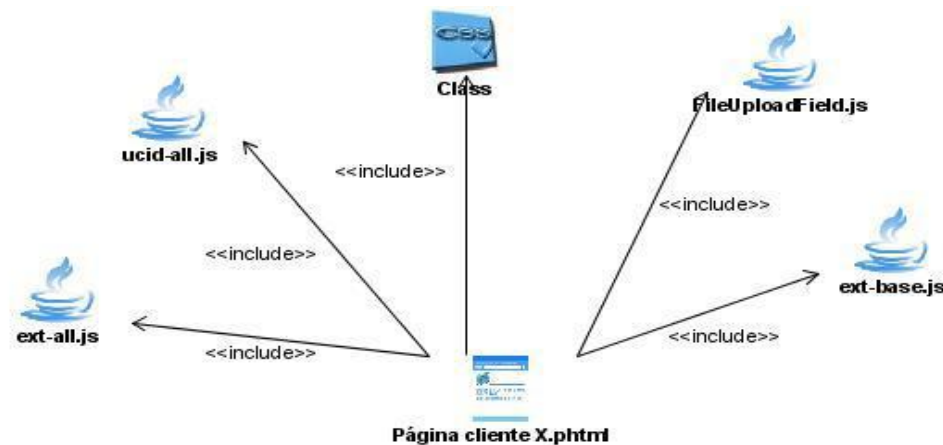 CSS
Class
FileUploadField.js
ucid-all.js
<<include>>
<<include>>
<<include>>
ext-base.js
<<include>>
ext-all.js
<<include>>
Página cliente X.phtml